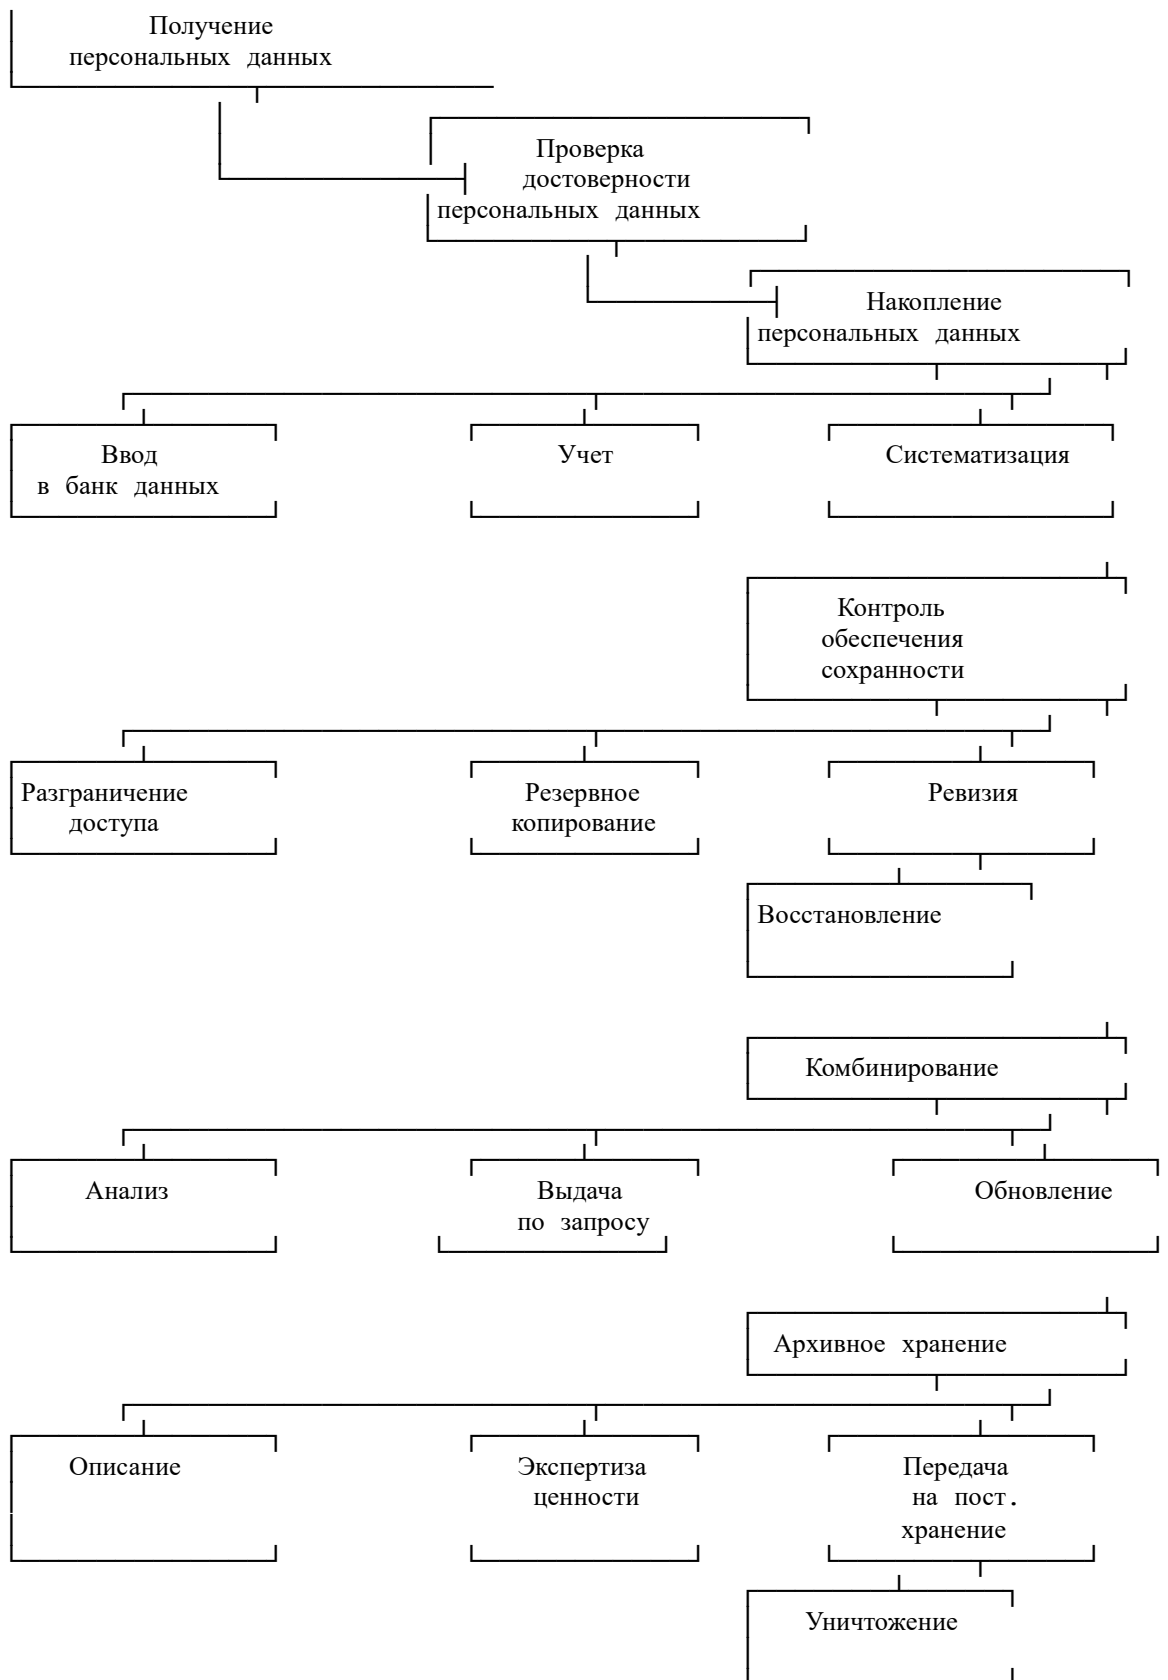 Получение
персональных данных
Проверка
достоверности
персональных данных
Накопление
персональных данных
Ввод Учет Систематизация
в банк данных
Контроль
обеспечения
сохранности
Разграничение Резервное Ревизия
доступа копирование
Восстановление
Комбинирование
Анализ Выдача Обновление
по запросу
Архивное хранение
Описание Экспертиза Передача
ценности на пост.
хранение
Уничтожение